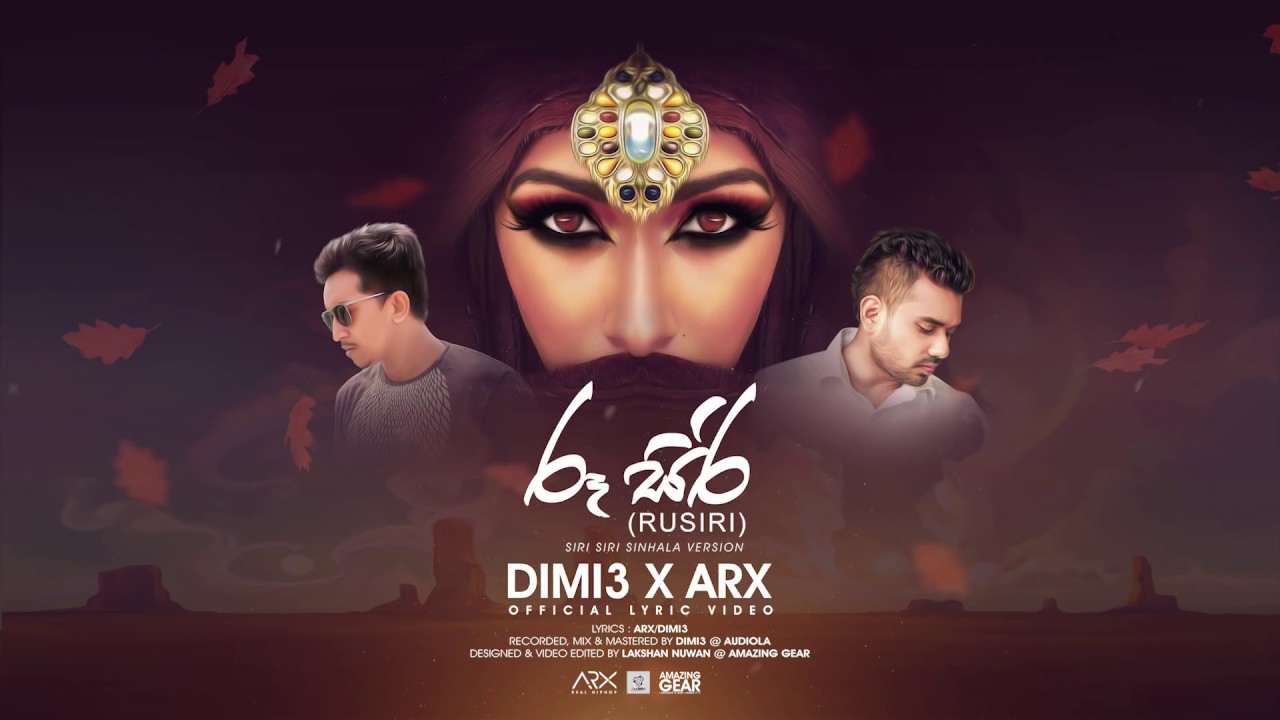 රූ සිරි
(RUSIRI)
SIRI SIRI SINHALA VERSION
DIMI3 X ARX
OFFICIAL LYRIC VIDEO
LYRICS : ARX/DIMI3
RECORDED, MIX & MASTERED BY DIMI3 @ AUDIOLA
DESIGNED & VIDEO EDITED BY LAKSHAN NUWAN @ AMAZING GEAR
ARX
REAL HIPHOP
AMAZING
GEAR